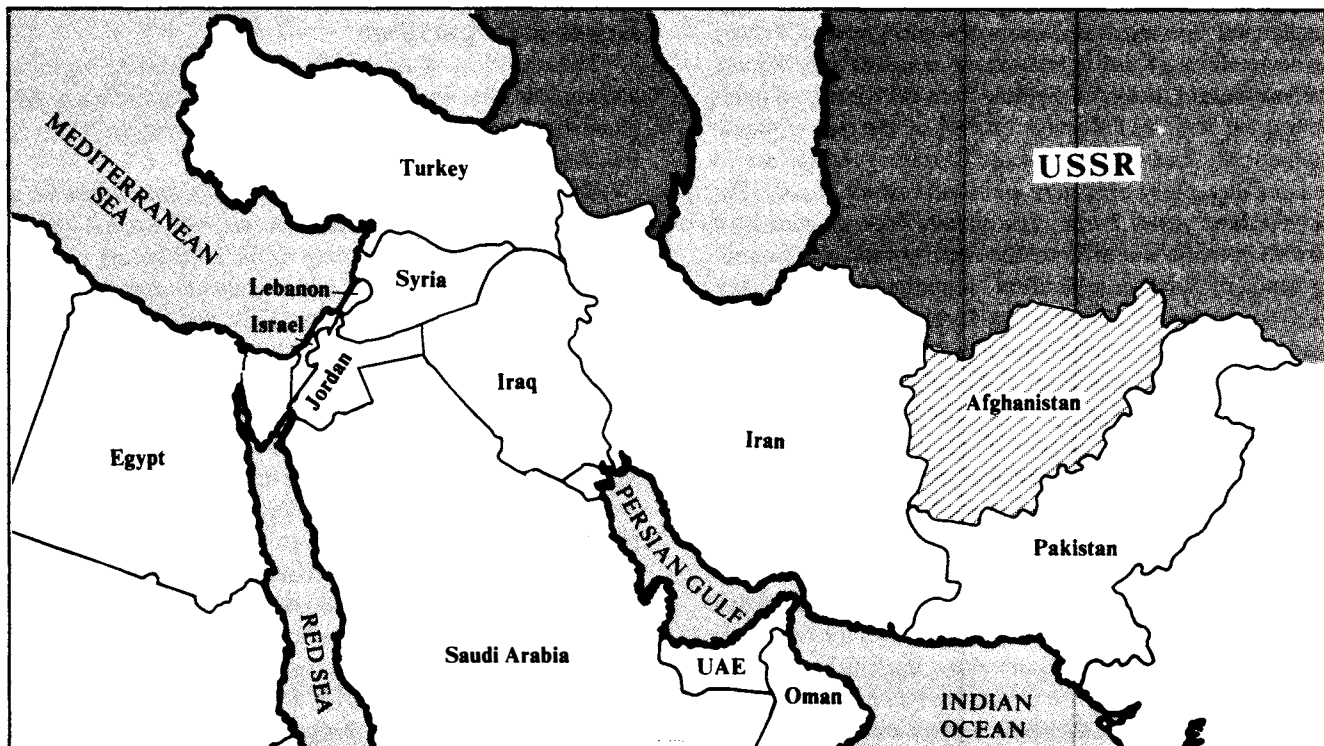 USSR
Turkey
MEDITERRANEAN
SEA
Syria
Lebanon
Israel
Jordan
Iraq
Iran
Afghanistan
Egypt
PERSIAN GULF
Pakistan
RED SEA
Saudi Arabia
UAE
Oman
INDIAN
OCEAN